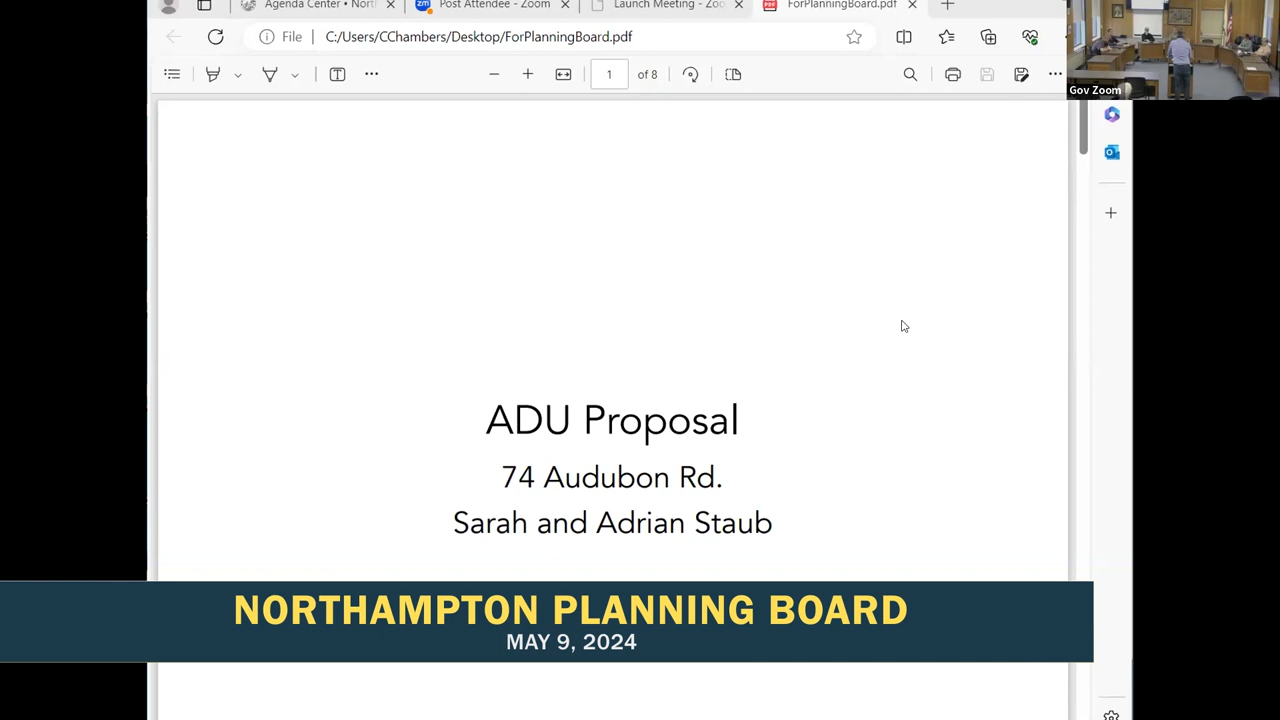 Agenda Center • Nort
Post Attendee - Zoom
Launch Meeting - Zoo
ForPlanningBoard.pdf
File
C:/Users/CChambers/Desktop/ForPlanningBoard.pdf
1 of 8
Gov Zoom
ADU Proposal
74 Audubon Rd.
Sarah and Adrian Staub
NORTHAMPTON PLANNING BOARD
MAY 9, 2024